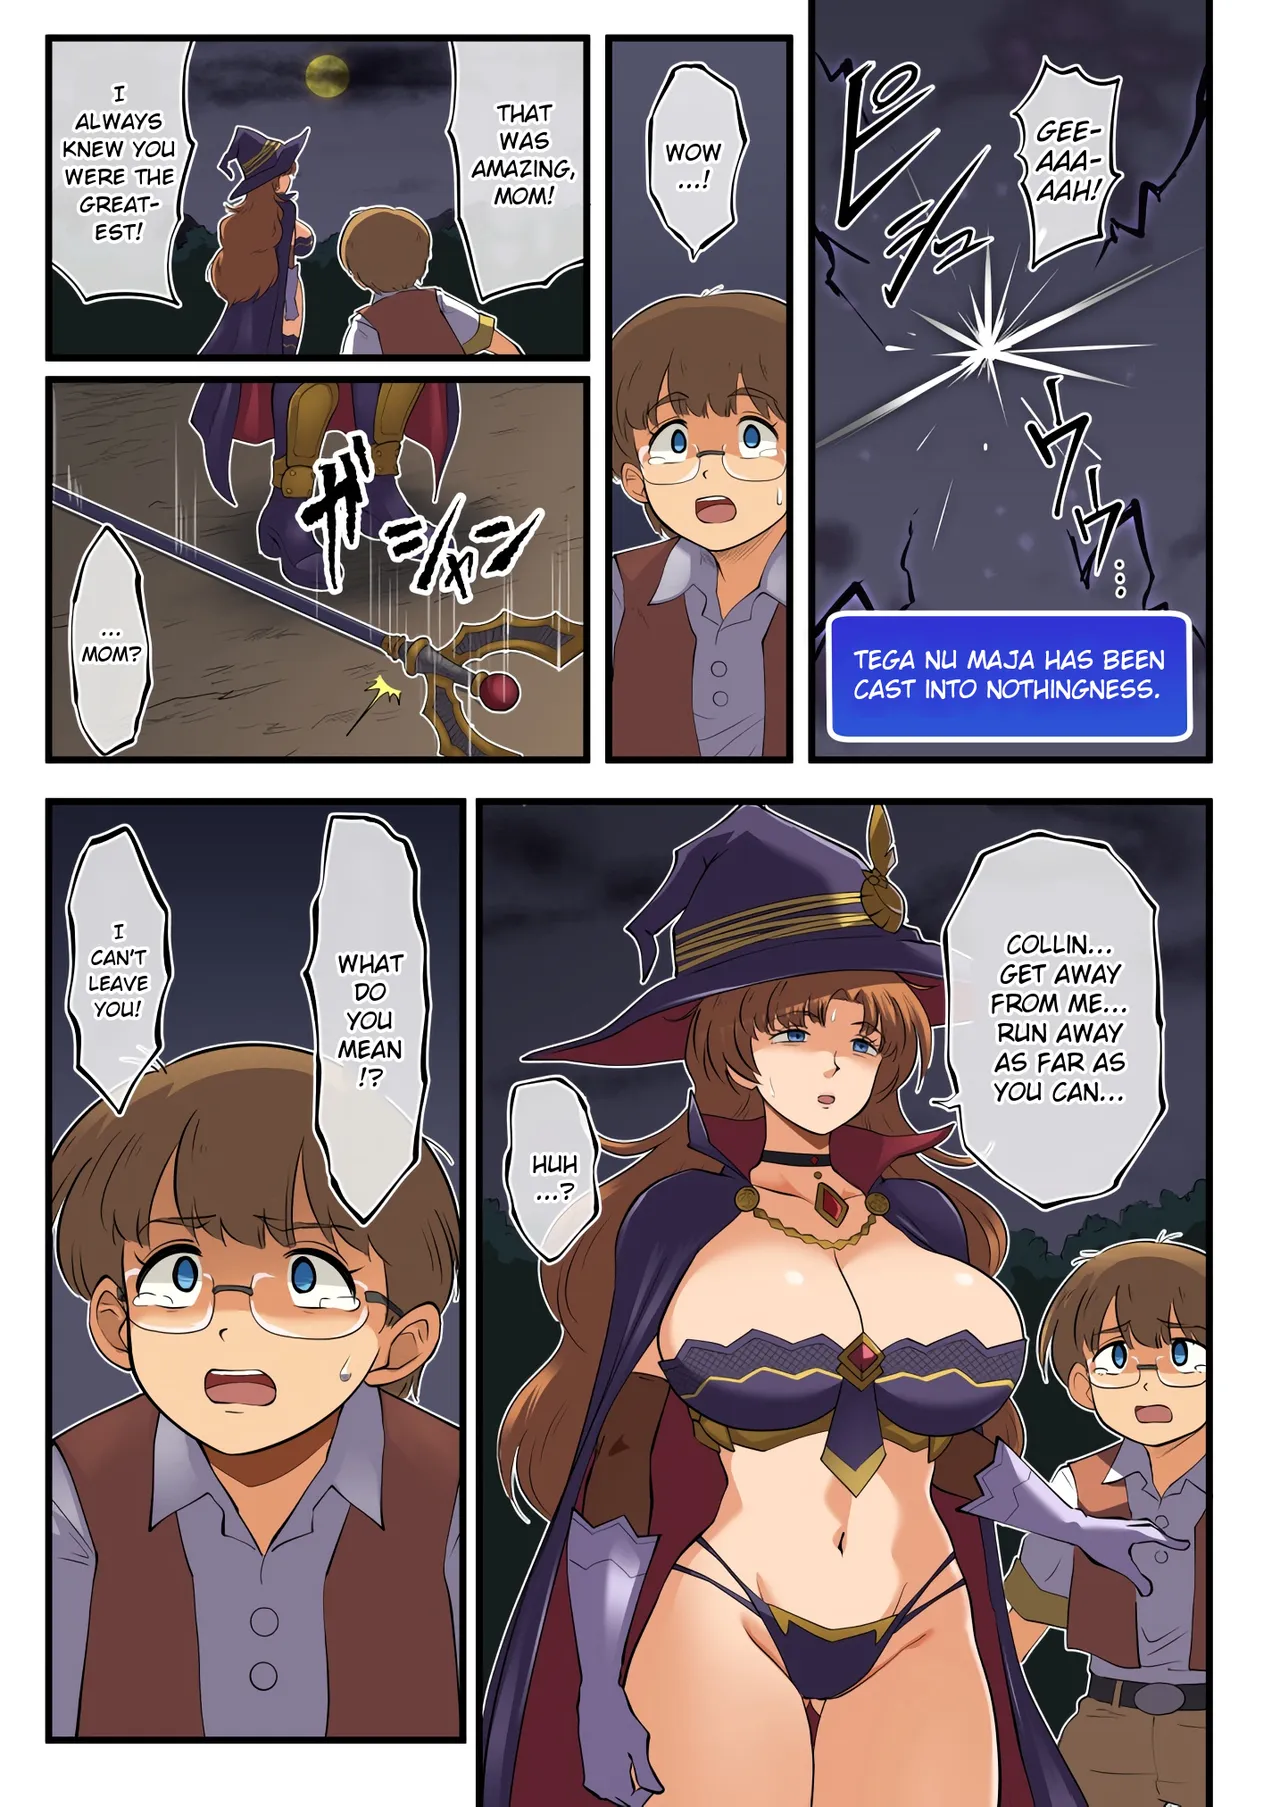 GEE-
AAA-
AAH!
ピシュ
ウウ...
TEGA NU MAJA HAS BEEN
CAST INTO NOTHINGNESS.
WOW
...!
THAT
WAS
AMAZING,
MOM!
I
ALWAYS
KNEW YOU
WERE THE
GREAT-
EST!
ガシャン
...
MOM?
COLLIN...
GET AWAY
FROM ME...
RUN AWAY
AS FAR AS
YOU CAN...
HUH
...?
WHAT
DO
YOU
MEAN
!?
I
CAN'T
LEAVE
YOU!